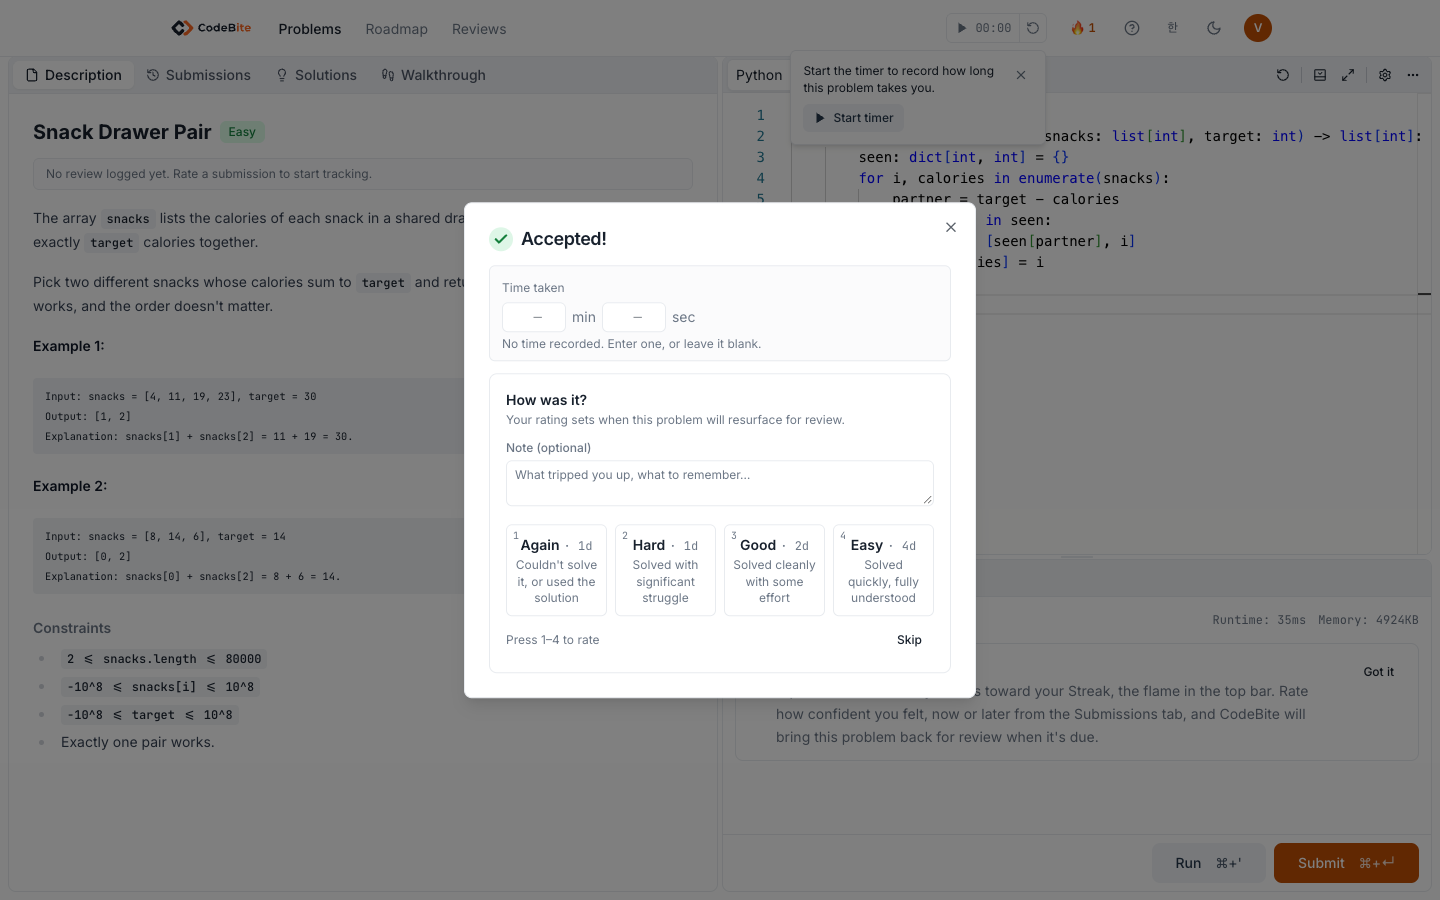 CodeBite
Problems
Roadmap
Reviews
00:00
1
한
V
Description
Submissions
Solutions
Walkthrough
Python
Start the timer to record how long
this problem takes you.
Start timer
Snack Drawer Pair
Easy
No review logged yet. Rate a submission to start tracking.
The array snacks lists the calories of each snack in a shared
exactly target calories together.
Pick two different snacks whose calories sum to target and
works, and the order doesn't matter.
Example 1:
Input: snacks = [4, 11, 19, 23], target = 30
Output: [1, 2]
Explanation: snacks[1] + snacks[2] = 11 + 19 = 30.
Example 2:
Input: snacks = [8, 14, 6], target = 14
Output: [0, 2]
Explanation: snacks[0] + snacks[2] = 8 + 6 = 14.
Constraints
2 <= snacks.length <= 80000
-10^8 <= snacks[i] <= 10^8
-10^8 <= target <= 10^8
Exactly one pair works.
1
2 snacks: list[int], target: int) -> list[int]:
3 seen: dict[int, int] = {}
4 for i, calories in enumerate(snacks):
5 partner = target - calories
in seen:
[seen[partner], i]
] = i
Accepted!
Time taken
– min – sec
No time recorded. Enter one, or leave it blank.
How was it?
Your rating sets when this problem will resurface for review.
Note (optional)
What tripped you up, what to remember...
1 Again · 1d
Couldn't solve
it, or used the
solution
2 Hard · 1d
Solved with
significant
struggle
3 Good · 2d
Solved cleanly
with some
effort
4 Easy · 4d
Solved
quickly, fully
understood
Press 1–4 to rate
Skip
Runtime: 35ms Memory: 4924KB
Got it
toward your Streak, the flame in the top bar. Rate
how confident you felt, now or later from the Submissions tab, and CodeBite will
bring this problem back for review when it's due.
Run ⌘+'
Submit ⌘+↵